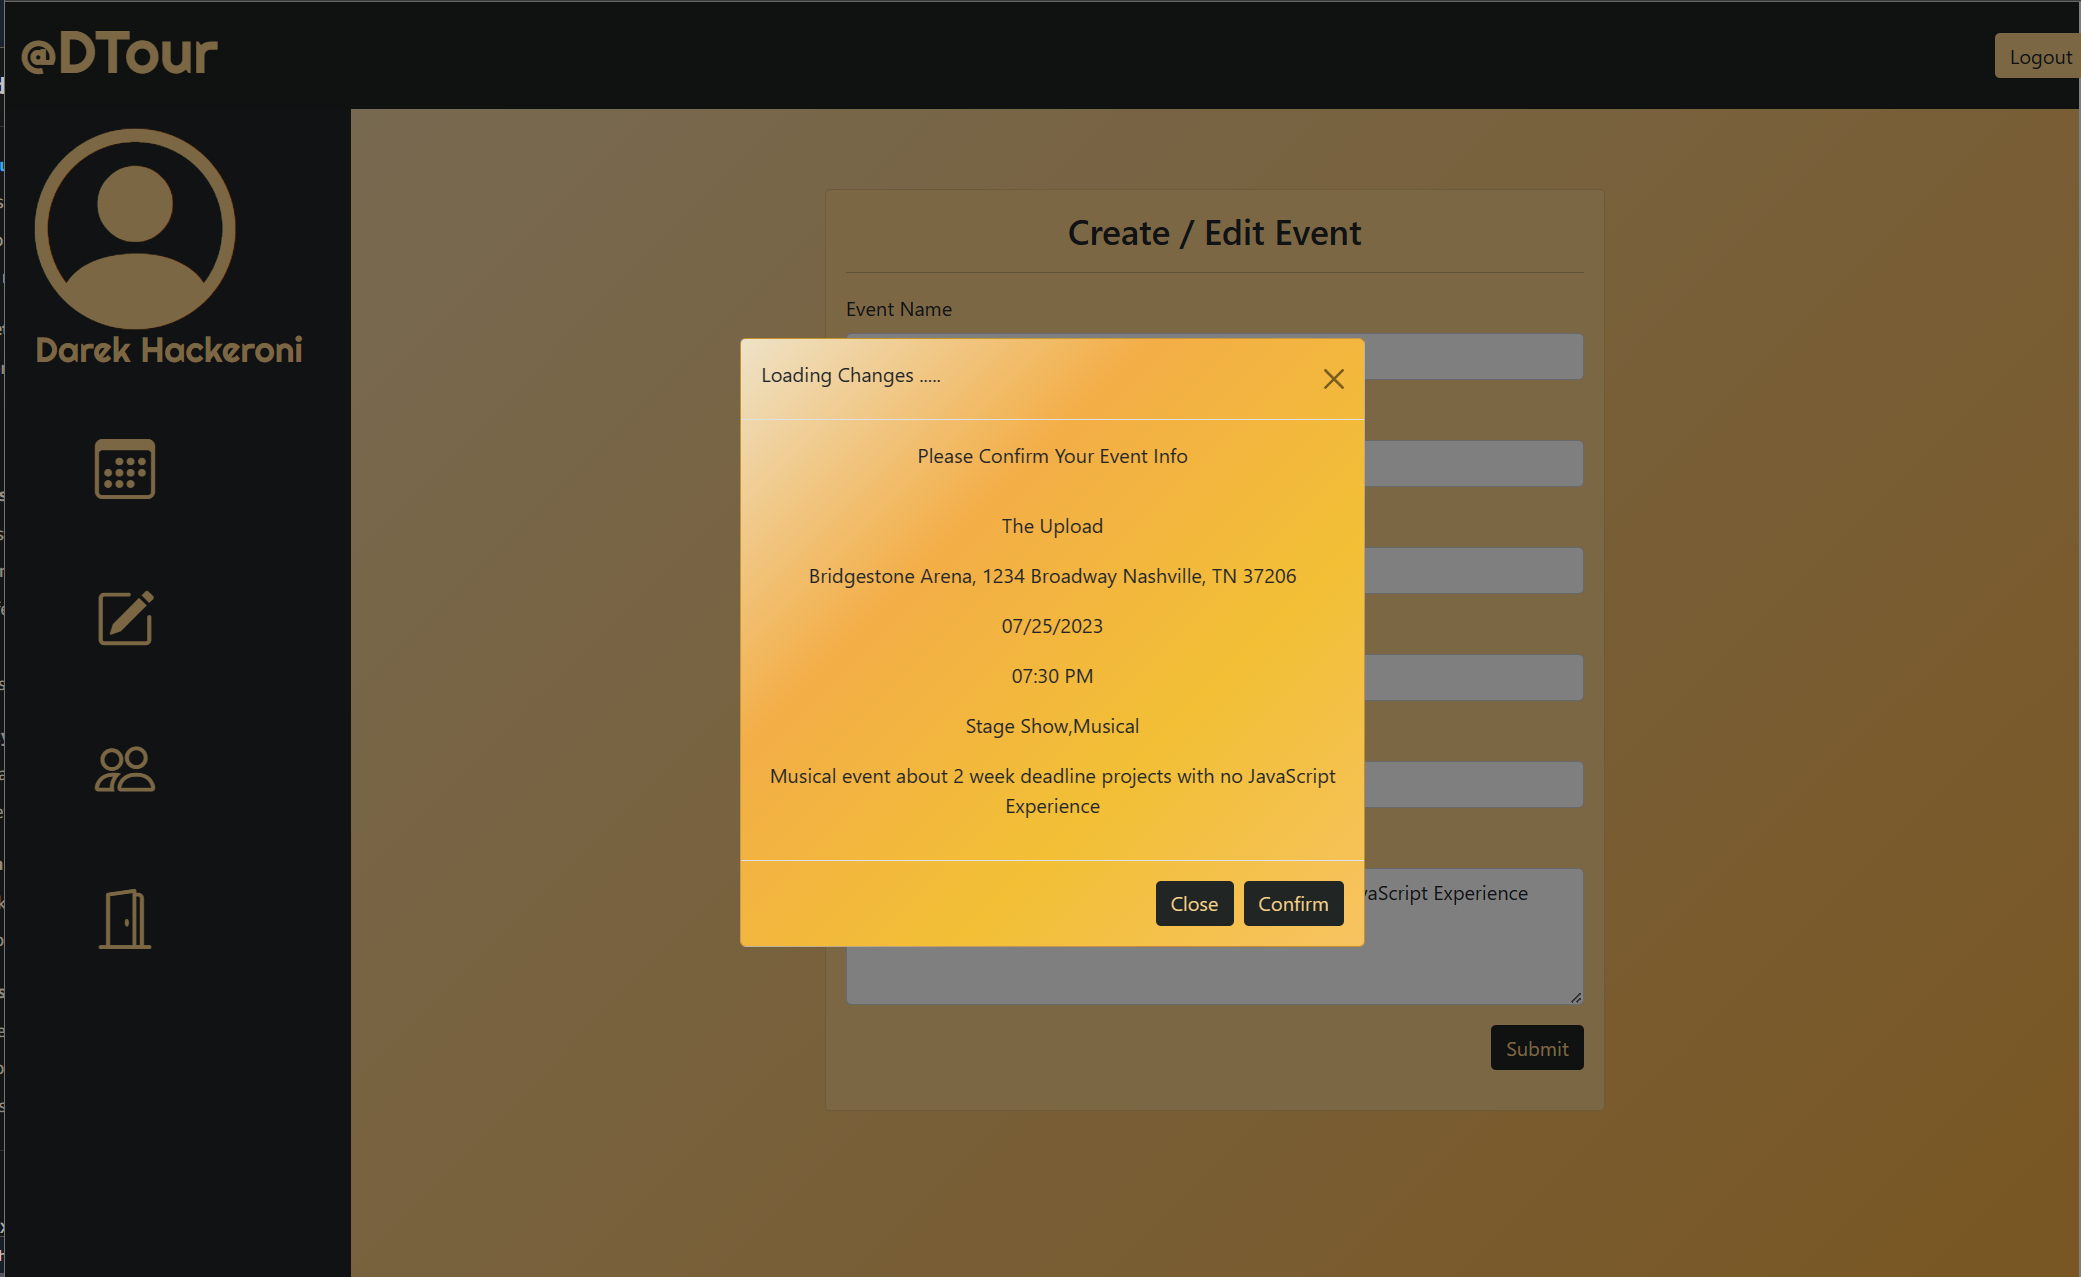 @DTour
Logout
Darek Hackeroni
Create / Edit Event
Event Name
Loading Changes .....
Please Confirm Your Event Info
The Upload
Bridgestone Arena, 1234 Broadway Nashville, TN 37206
07/25/2023
07:30 PM
Stage Show,Musical
Musical event about 2 week deadline projects with no JavaScript
Experience
Close Confirm
Experience
Submit